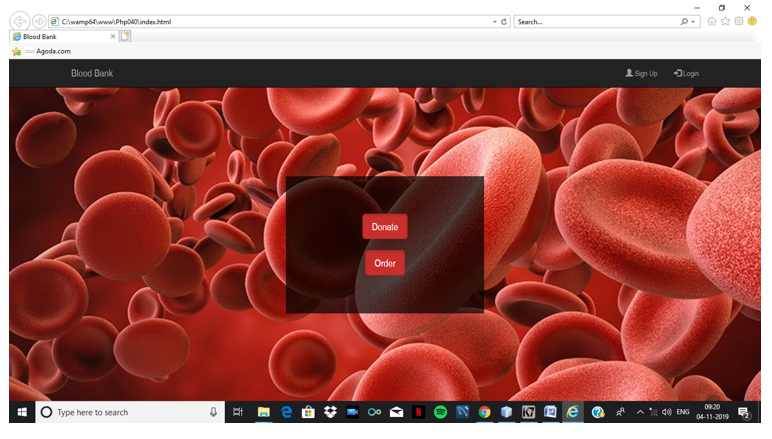 C:\wamp64\www\Php040\index.html
Search...
Blood Bank
Agoda.com
Blood Bank
Sign Up
Login
Donate
Order
Type here to search
ENG
09:20
04-11-2019
2